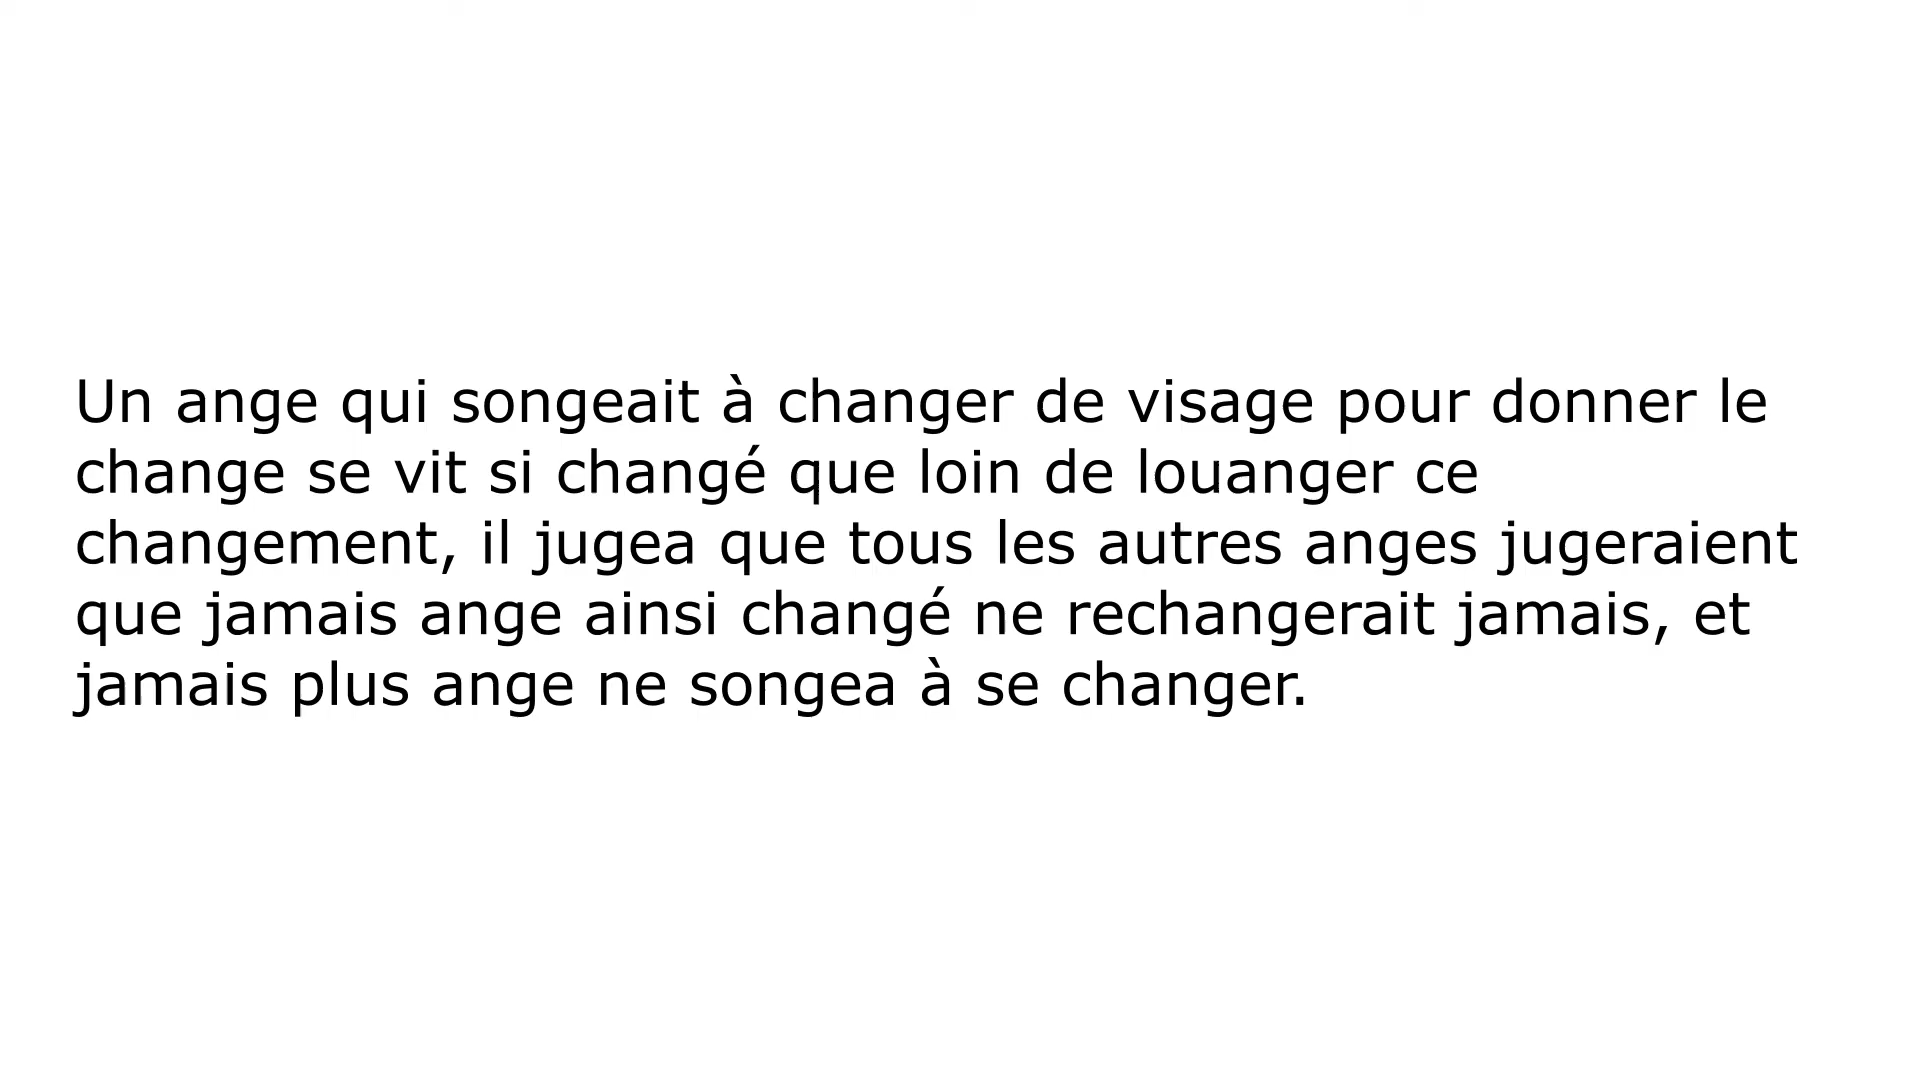 Un ange qui songeait à changer de visage pour donner le
change se vit si changé que loin de louanger ce
changement, il jugea que tous les autres anges jugeraient
que jamais ange ainsi changé ne rechangerait jamais, et
jamais plus ange ne songea à se changer.